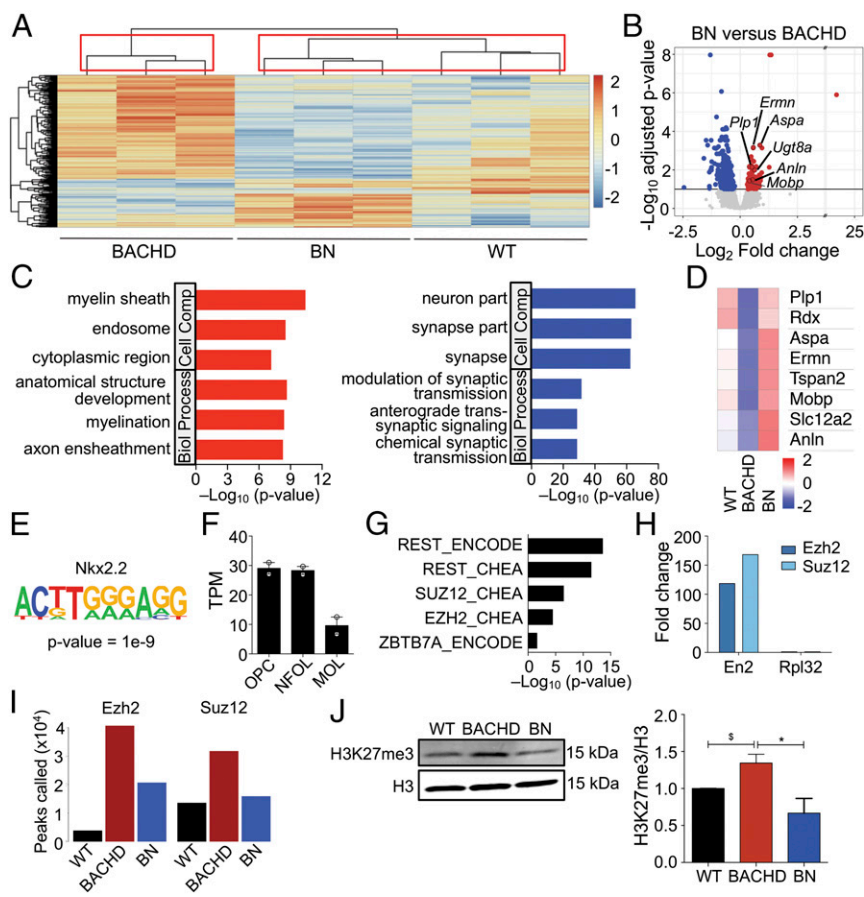 A
2
1
0
-1
-2
BACHD
BN
WT
B
BN versus BACHD
-Log10 adjusted p-value
8
6
4
2
0
Ermn
Plp1
Aspa
Ugt8a
Anln
Mobp
-2.5
0.0
2.5
25
Log2 Fold change
C
Cell Comp
Biol Process
myelin sheath
endosome
cytoplasmic region
anatomical structure
development
myelination
axon ensheathment
0
3
6
9
12
–Log10 (p-value)
Cell Comp
Biol Process
neuron part
synapse part
synapse
modulation of synaptic
transmission
anterograde trans-
synaptic signaling
chemical synaptic
transmission
0
20
40
60
80
–Log10 (p-value)
D
Plp1
Rdx
Aspa
Ermn
Tspan2
Mobp
Slc12a2
Anln
WT
BACHD
BN
2
0
-2
E
Nkx2.2
p-value = 1e-9
F
TPM
40
30
20
10
0
OPC
NFOL
MOL
G
REST_ENCODE
REST_CHEA
SUZ12_CHEA
EZH2_CHEA
ZBTB7A_ENCODE
0
5
10
15
–Log10 (p-value)
H
Fold change
200
150
100
50
0
Ezh2
Suz12
En2
Rpl32
I
Peaks called (x10⁴)
Ezh2
Suz12
4
3
2
1
0
WT
BACHD
BN
WT
BACHD
BN
J
WT BACHD BN
H3K27me3
15 kDa
H3
15 kDa
H3K27me3/H3
2.0
1.5
1.0
0.5
0.0
$
*
WT
BACHD
BN